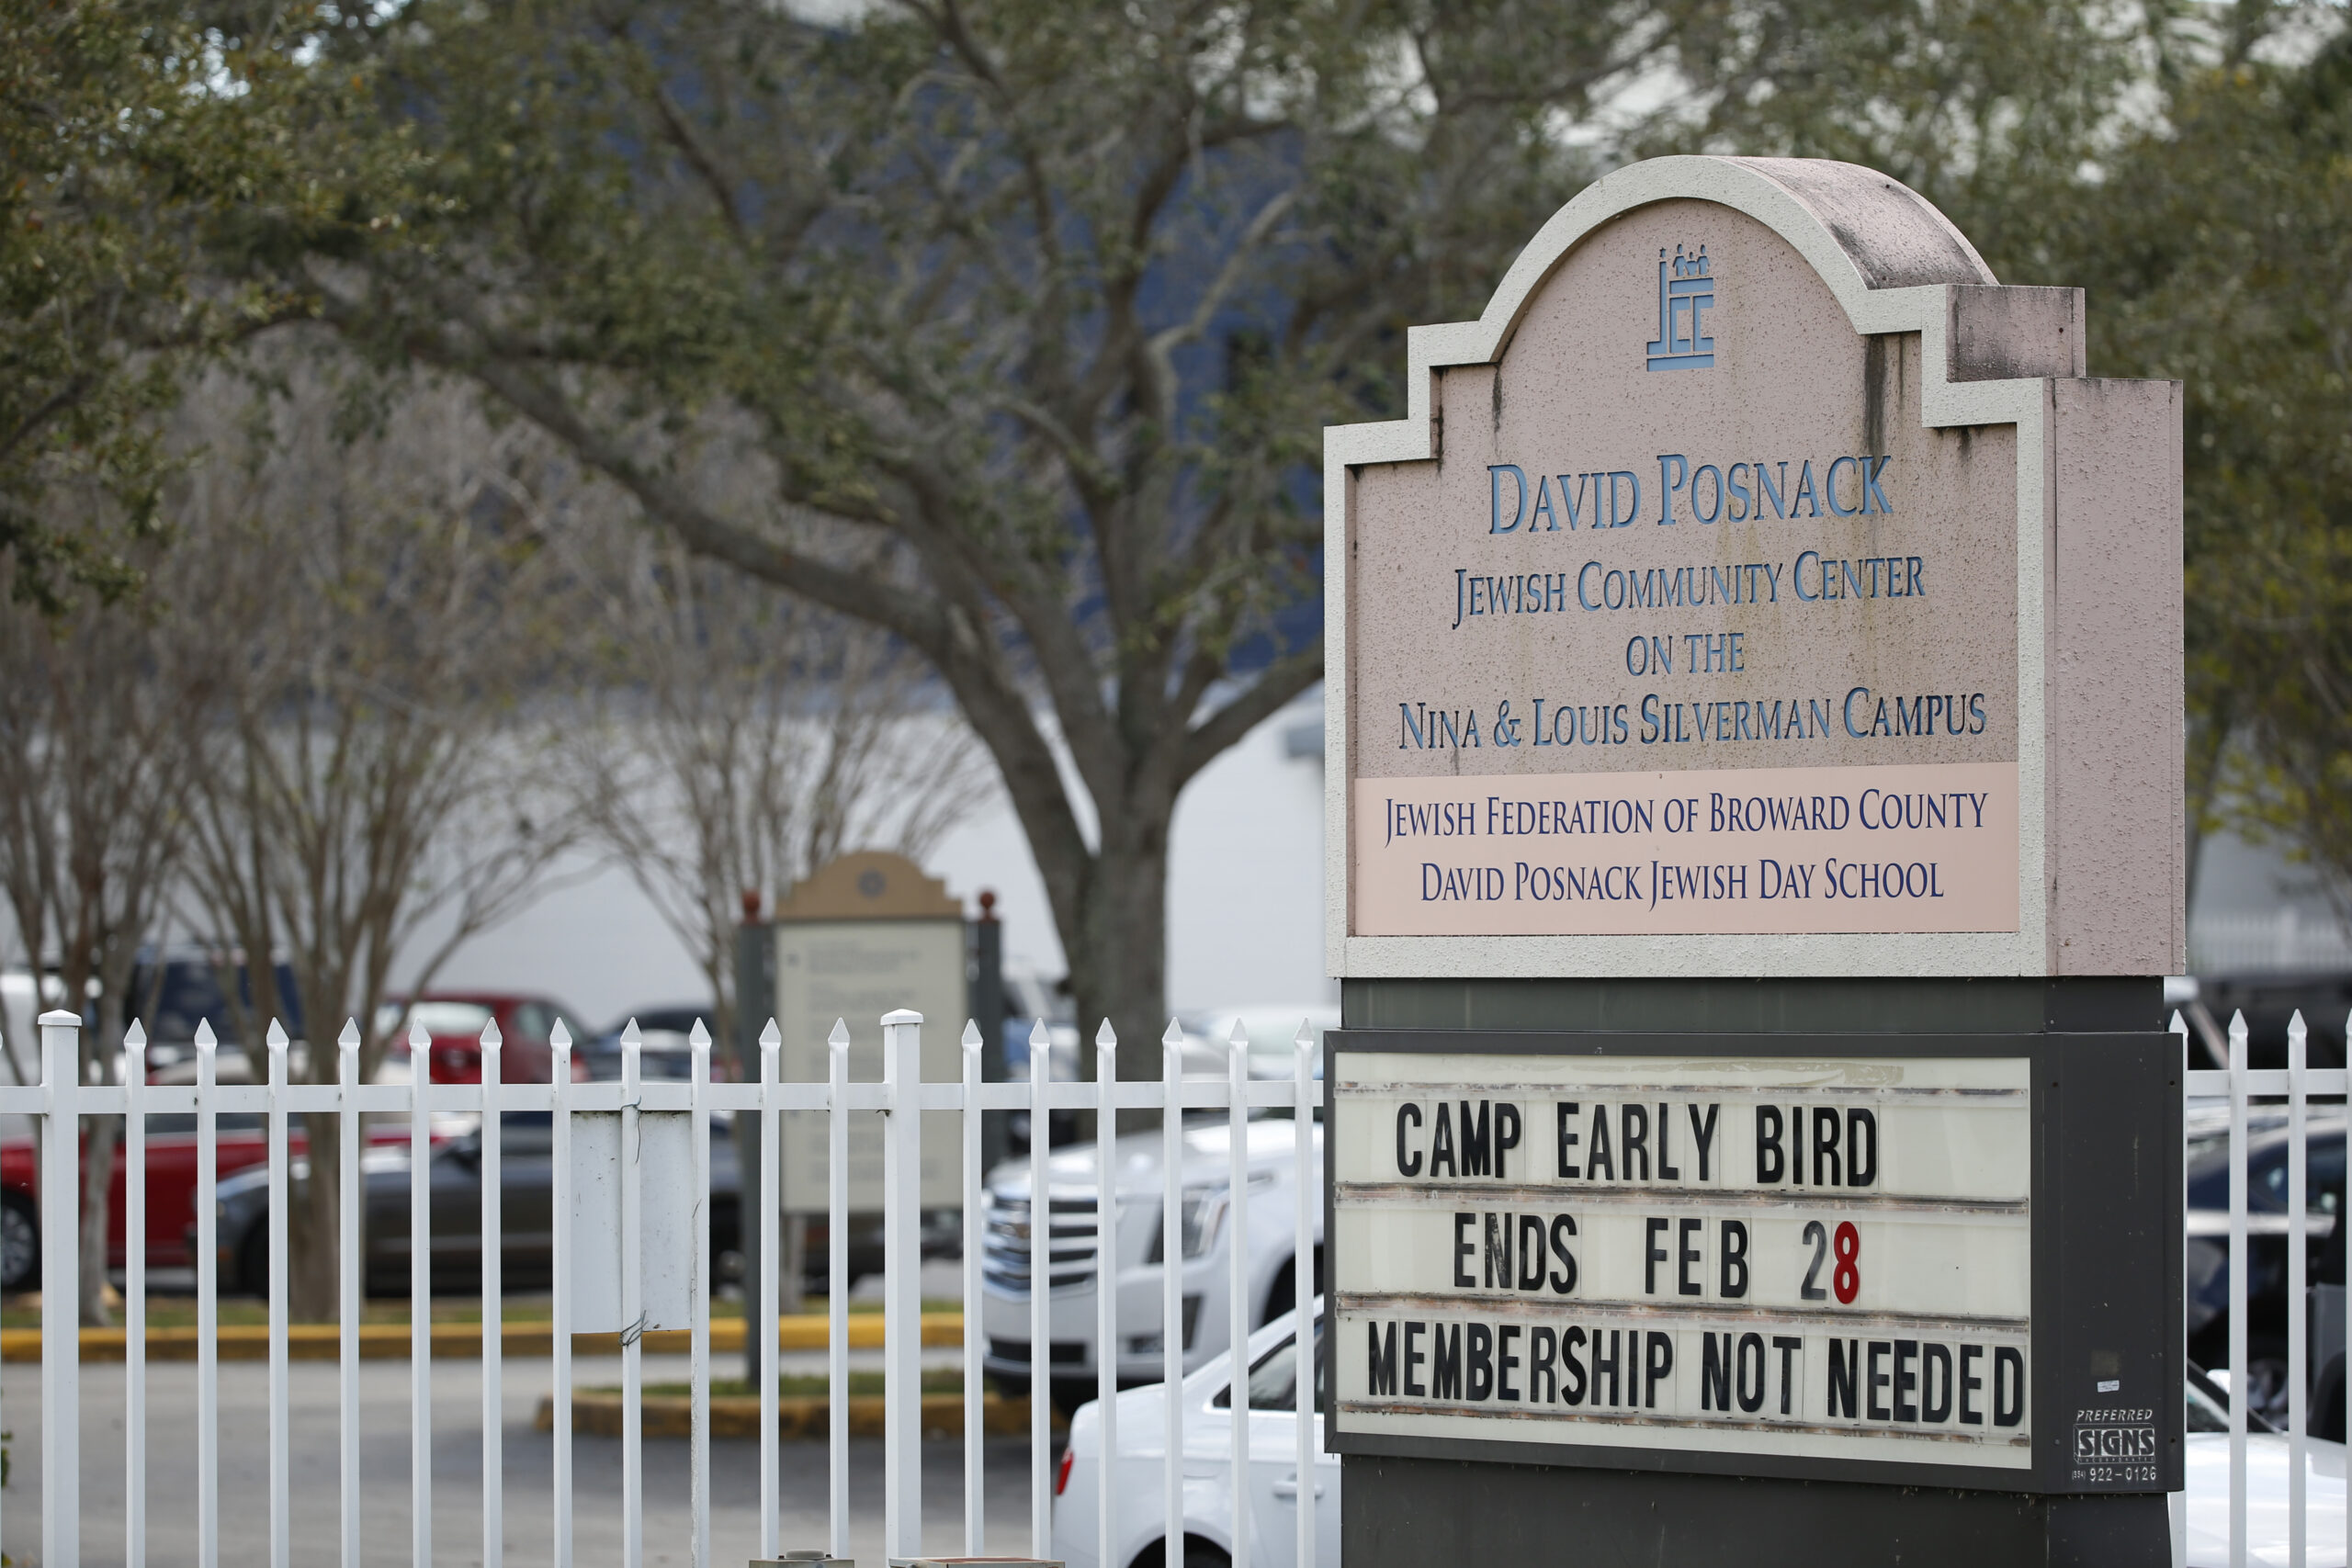 JCC
DAVID POSNACK
JEWISH COMMUNITY CENTER
ON THE
NINA & LOUIS SILVERMAN CAMPUS
JEWISH FEDERATION OF BROWARD COUNTY
DAVID POSNACK JEWISH DAY SCHOOL
CAMP EARLY BIRD
ENDS FEB 28
MEMBERSHIP NOT NEEDED
PREFERRED
SIGNS
(954) 922-0126